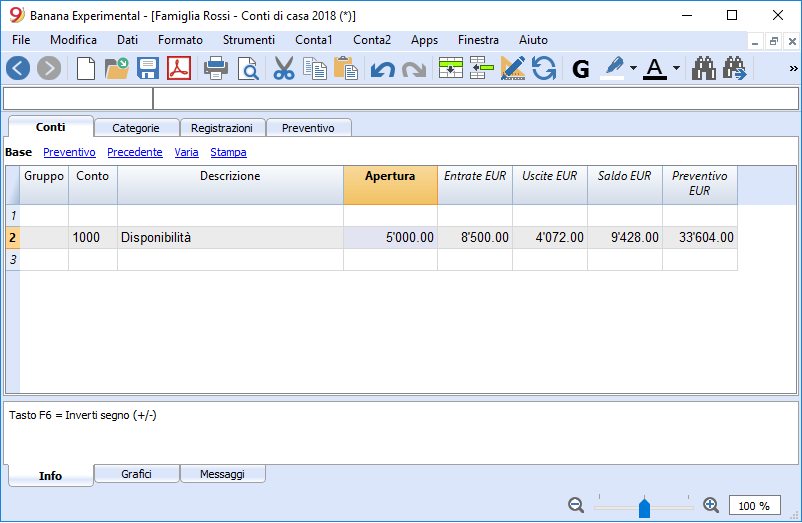 Banana Experimental - [Famiglia Rossi - Conti di casa 2018 (*)]
File Modifica Dati Formato Strumenti Conta1 Conta2 Apps Finestra Aiuto
G A »
Conti Categorie Registrazioni Preventivo
Base Preventivo Precedente Varia Stampa
Gruppo Conto Descrizione Apertura Entrate EUR Uscite EUR Saldo EUR Preventivo
EUR
1
2 1000 Disponibilità 5'000.00 8'500.00 4'072.00 9'428.00 33'604.00
3
Tasto F6 = Inverti segno (+/-)
Info Grafici Messaggi
100 %